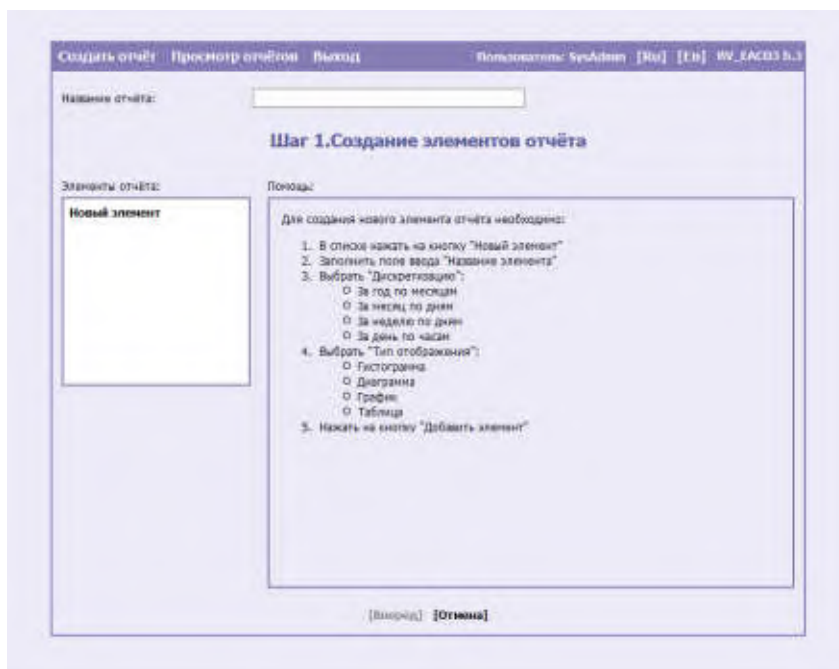 Создать отчёт Просмотр отчётов Выход Пользователь: SysAdmin [Ru] [En]
Название отчёта:
Шаг 1.Создание элементов отчёта
Элементы отчёта:
Помощь:
Новый элемент
Для создания нового элемента отчёта необходимо:
1. В списке нажать на кнопку "Новый элемент"
2. Заполнить поле ввода "Название элемента"
3. Выбрать "Дискретизацию":
За год по месяцам
За месяц по дням
За неделю по дням
За день по часам
4. Выбрать "Тип отображения":
Гистограмма
Диаграмма
График
Таблица
5. Нажать на кнопку "Добавить элемент"
[Вперёд] [Отмена]